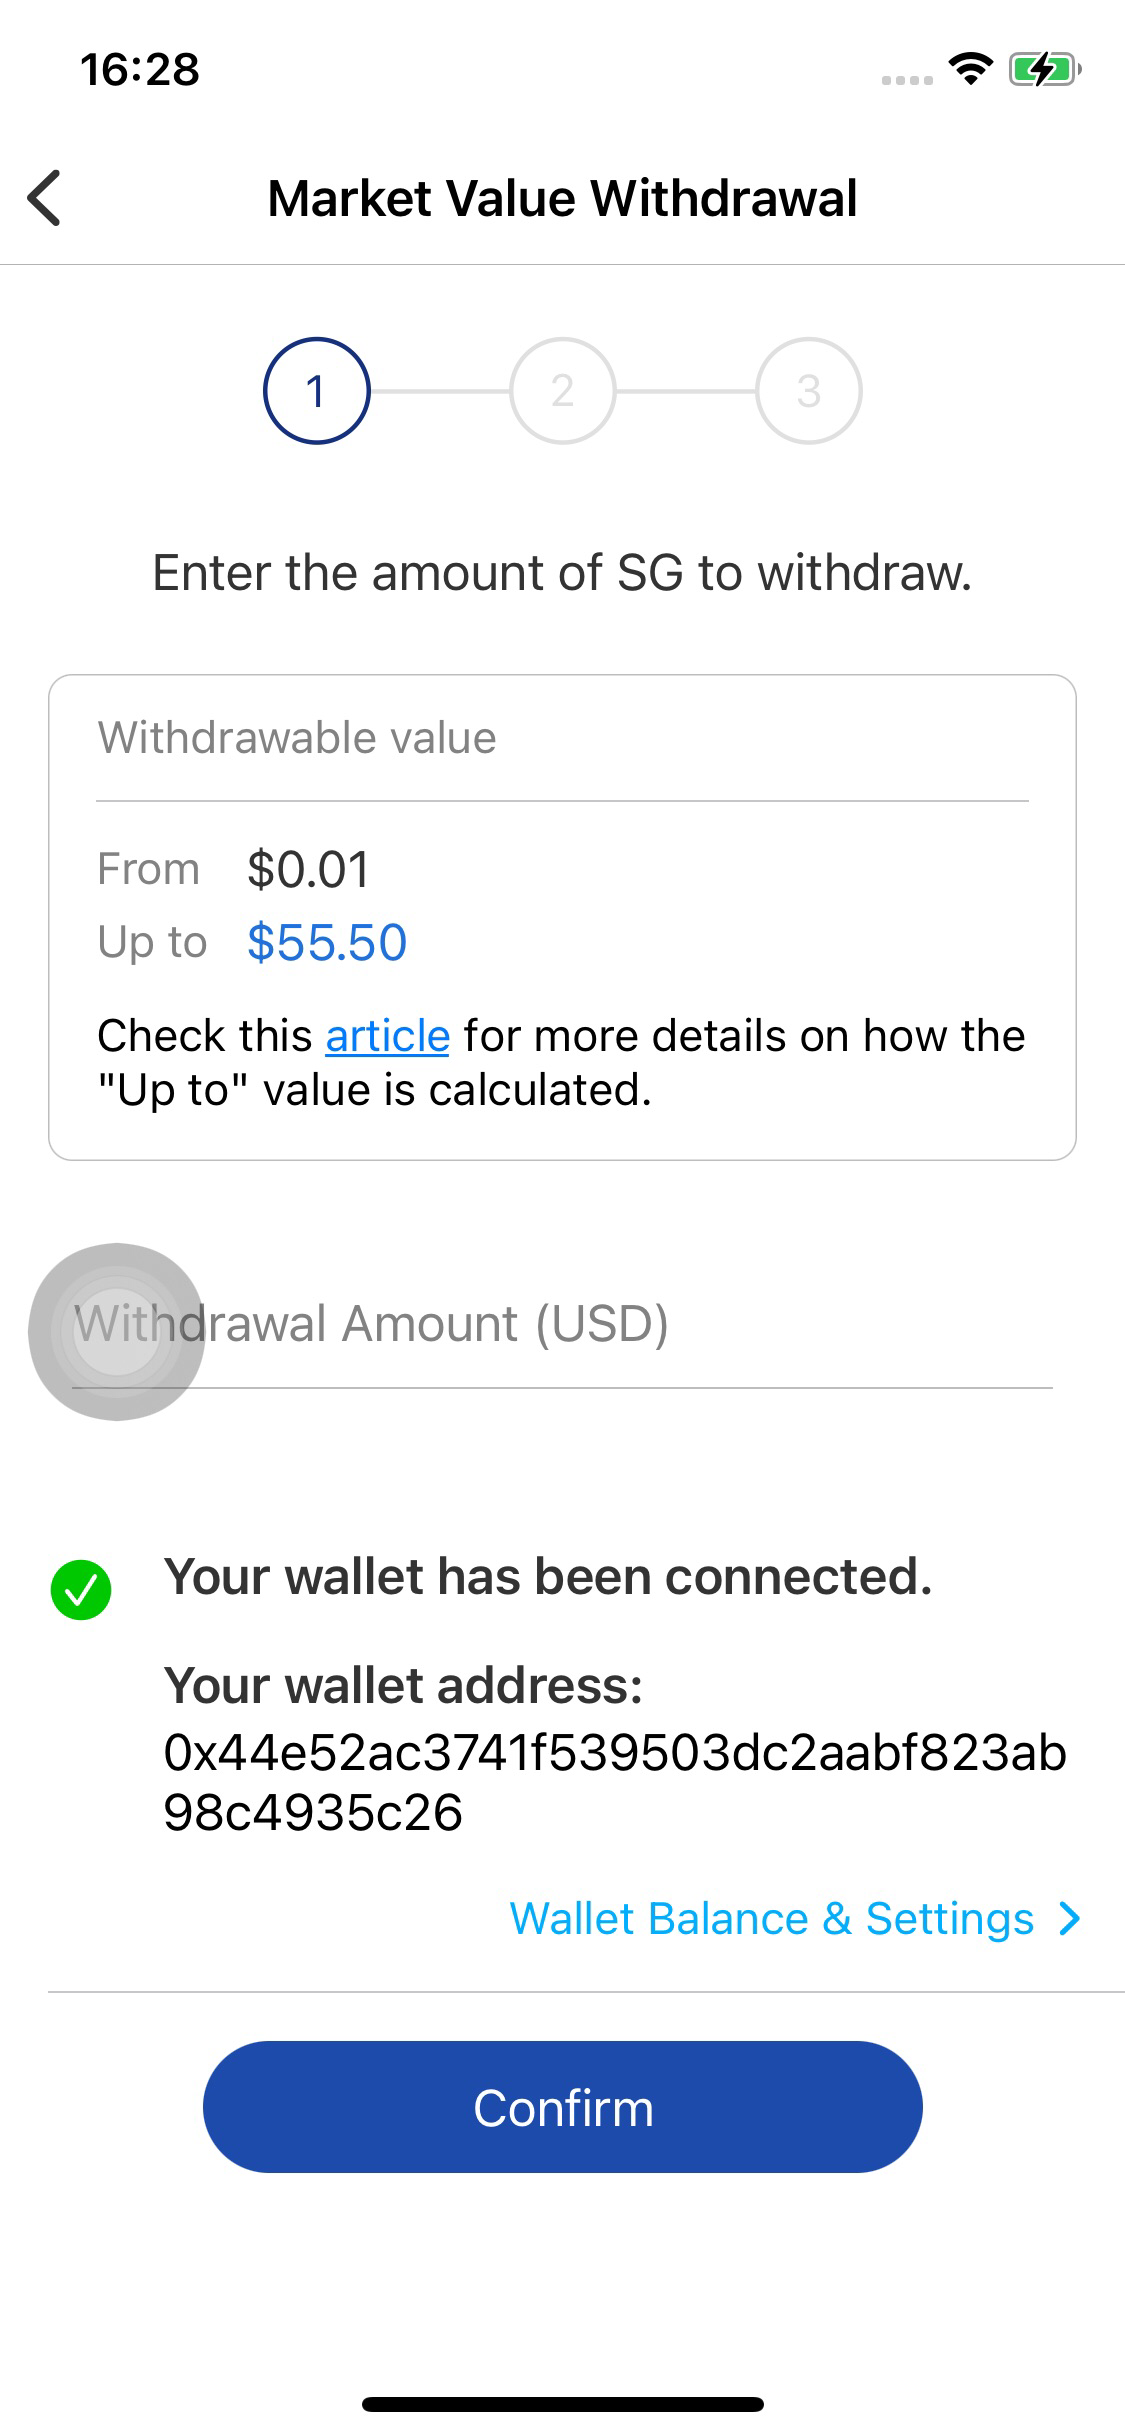 16:28
Market Value Withdrawal
1
2
3
Enter the amount of SG to withdraw.
Withdrawable value
From $0.01
Up to $55.50
Check this article for more details on how the
"Up to" value is calculated.
Withdrawal Amount (USD)
Your wallet has been connected.
Your wallet address:
0x44e52ac3741f539503dc2aabf823ab
98c4935c26
Wallet Balance & Settings
Confirm